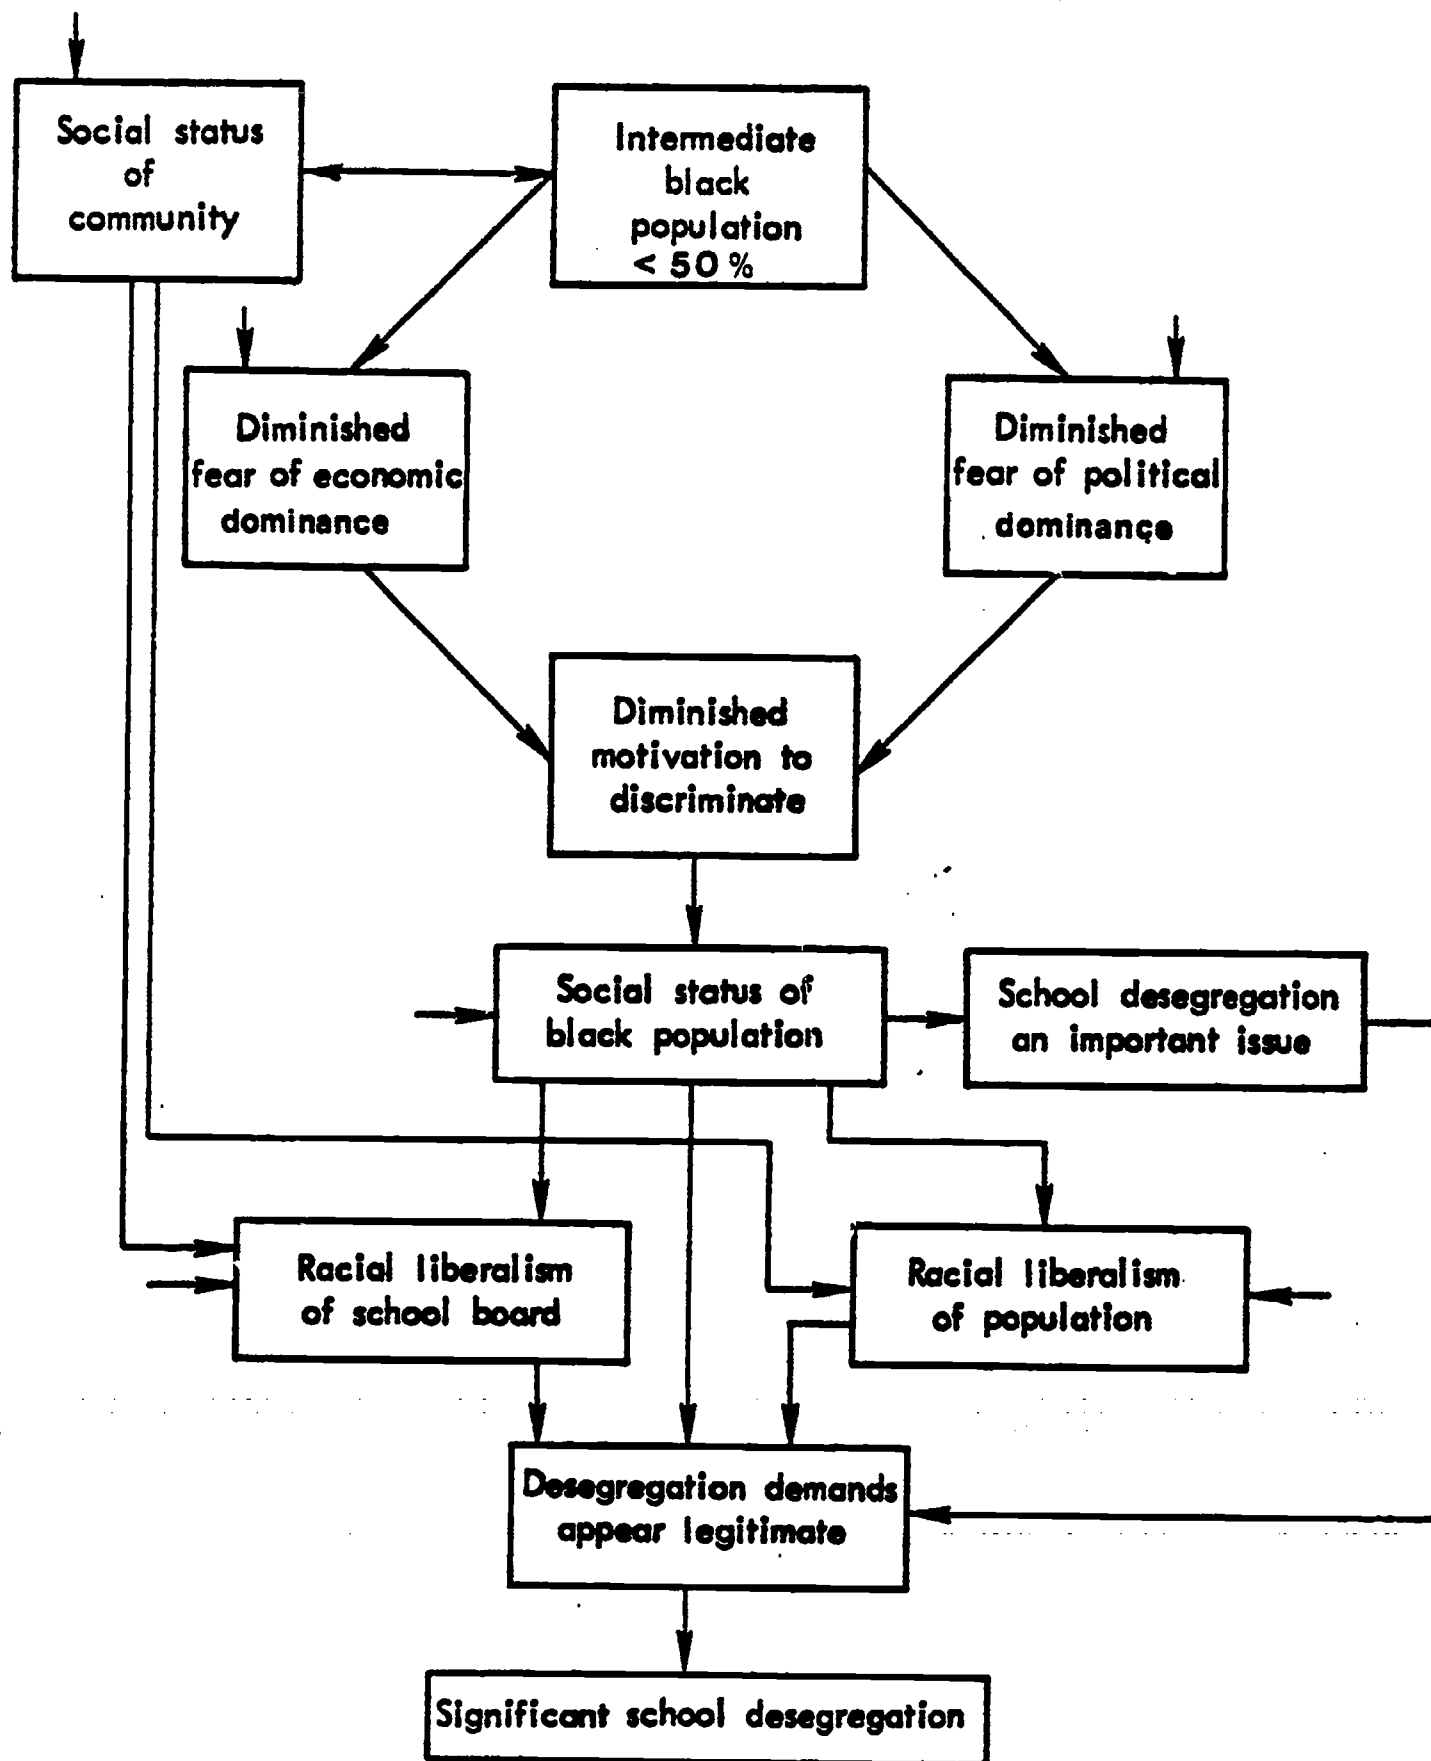 Social status
of
community
Intermediate
black
population
< 50 %
Diminished
fear of economic
dominance
Diminished
fear of political
dominance
Diminished
motivation to
discriminate
Social status of
black population
School desegregation
an important issue
Racial liberalism
of school board
Racial liberalism
of population
Desegregation demands
appear legitimate
Significant school desegregation